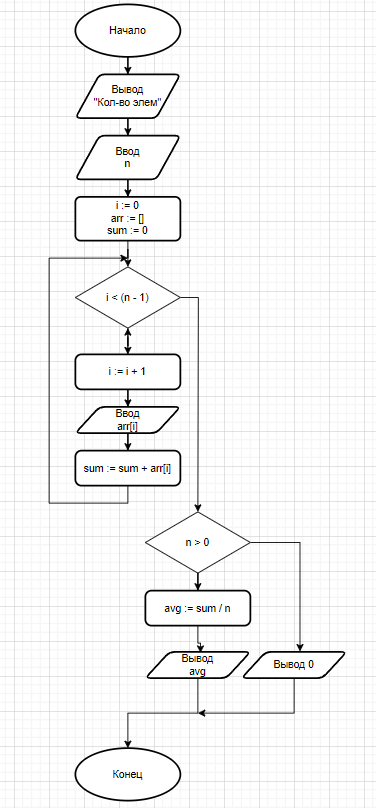 Начало
Вывод
"Кол-во элем"
Ввод
n
i := 0
arr := []
sum := 0
i < (n - 1)
i := i + 1
Ввод
arr[i]
sum := sum + arr[i]
n > 0
avg := sum / n
Вывод
avg
Вывод 0
Конец